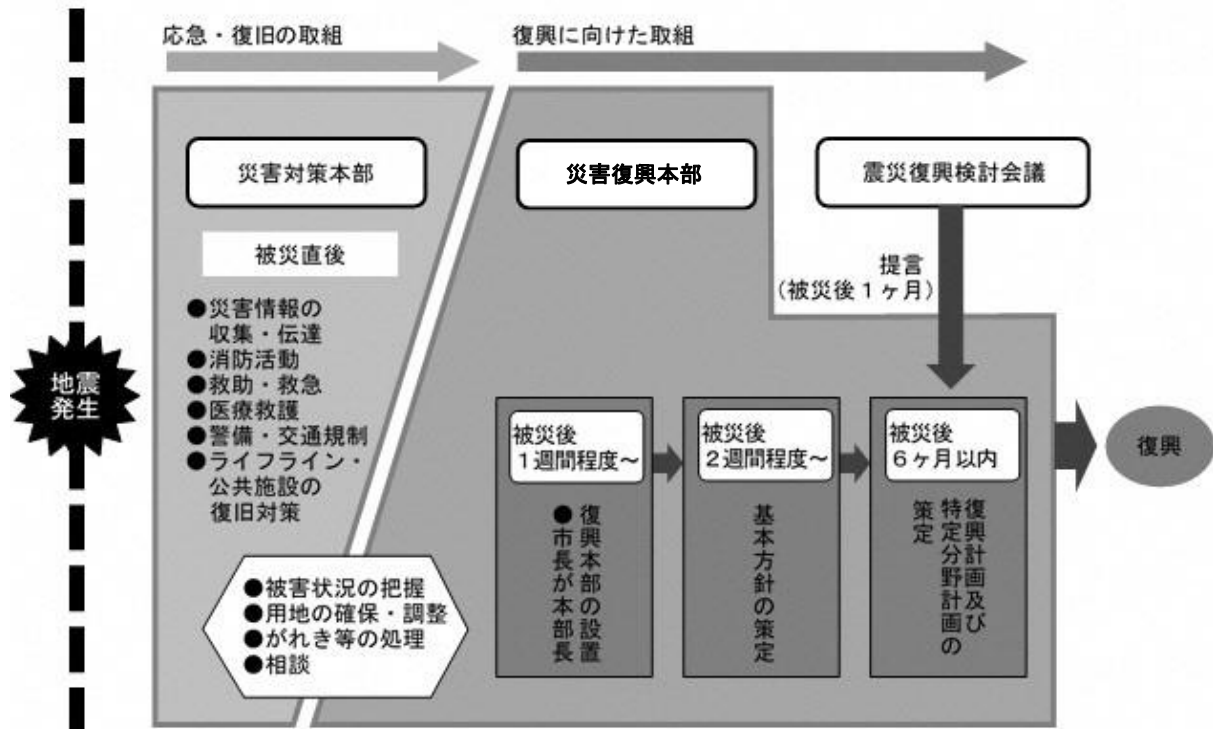 応急・復旧の取組
復興に向けた取組
地震
発生
災害対策本部
被災直後
●災害情報の
収集・伝達
●消防活動
●救助・救急
●医療救護
●警備・交通規制
●ライフライン・
公共施設の
復旧対策
●被害状況の把握
●用地の確保・調整
●がれき等の処理
●相談
災害復興本部
震災復興検討会議
提言
(被災後１ヶ月)
被災後
１週間程度～
復興本部の設置
●市長が本部長
被災後
２週間程度～
基本方針の策定
被災後
６ヶ月以内
復興計画及び
特定分野計画の
策定
復興